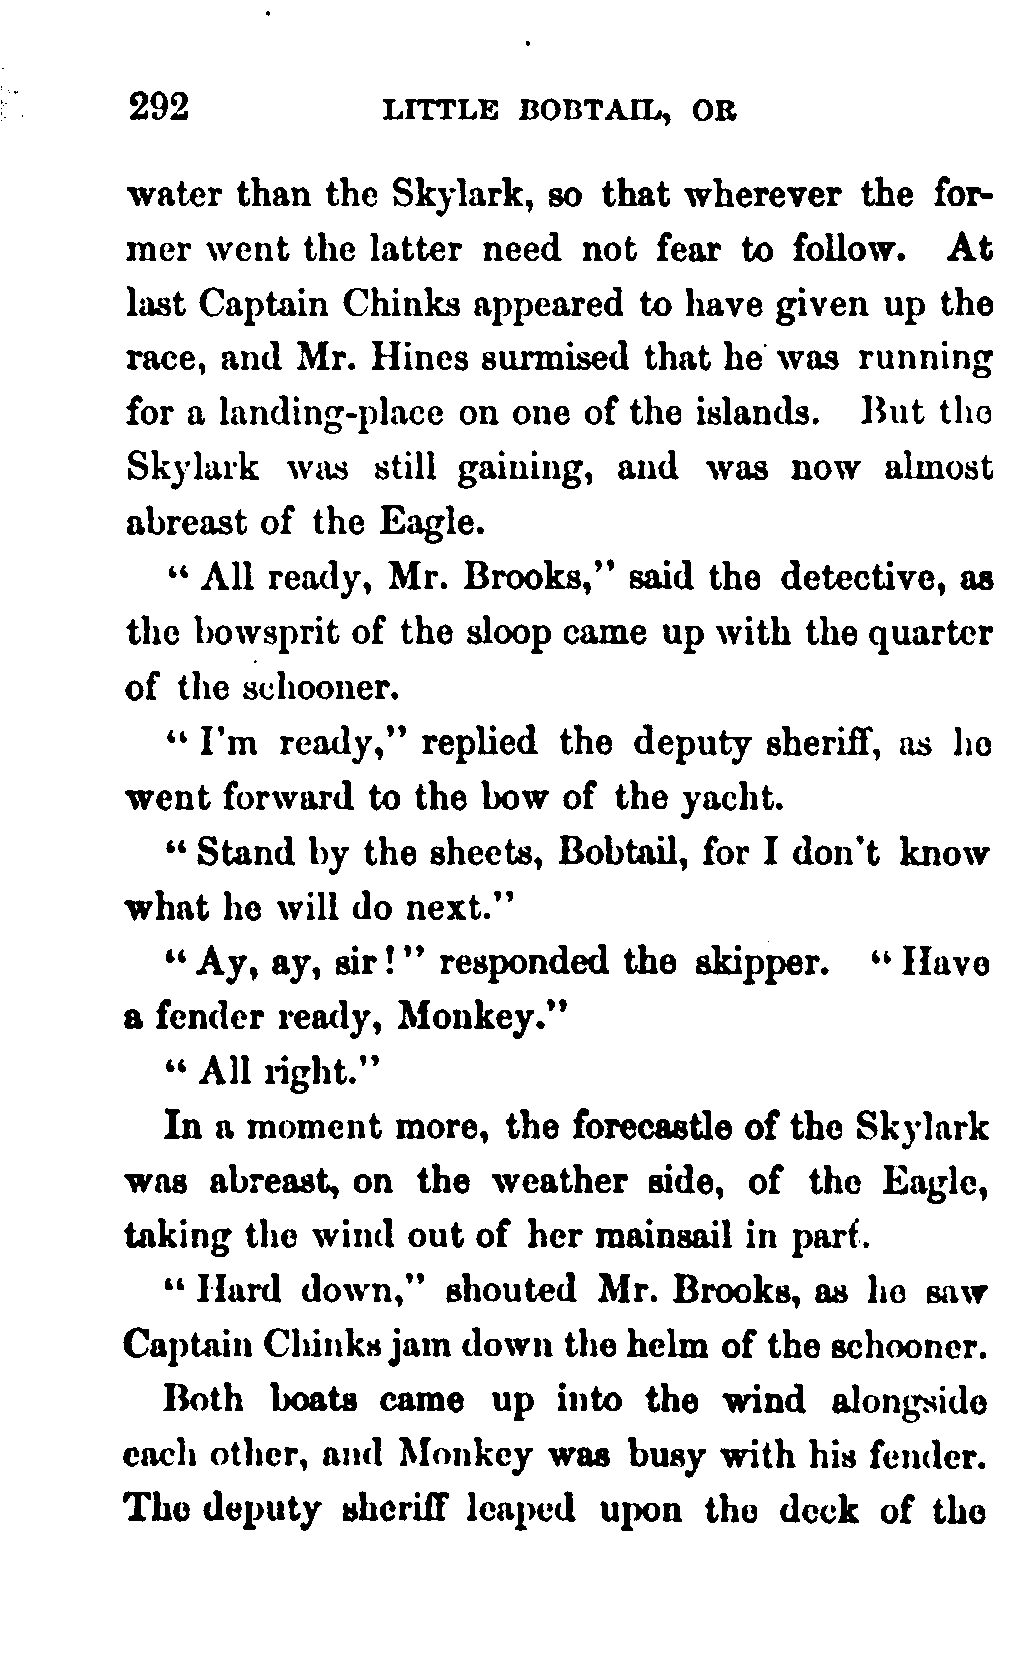 292 LITTLE BOBTAIL, OR
water than the Skylark, so that wherever the for-
mer went the latter need not fear to follow. At
last Captain Chinks appeared to have given up the
race, and Mr. Hines surmised that he was running
for a landing-place on one of the islands. But the
Skylark was still gaining, and was now almost
abreast of the Eagle.
"All ready, Mr. Brooks," said the detective, as
the bowsprit of the sloop came up with the quarter
of the schooner.
"I'm ready," replied the deputy sheriff, as he
went forward to the bow of the yacht.
"Stand by the sheets, Bobtail, for I don't know
what he will do next."
"Ay, ay, sir!" responded the skipper. "Have
a fender ready, Monkey."
"All right."
In a moment more, the forecastle of the Skylark
was abreast, on the weather side, of the Eagle,
taking the wind out of her mainsail in part.
"Hard down," shouted Mr. Brooks, as he saw
Captain Chinks jam down the helm of the schooner.
Both boats came up into the wind alongside
each other, and Monkey was busy with his fender.
The deputy sheriff leaped upon the deck of the